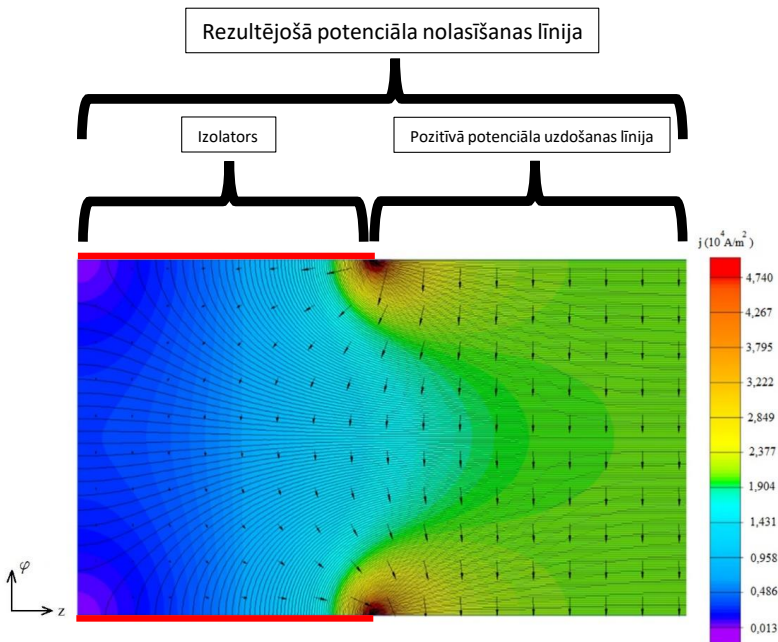 Rezultējošā potenciāla nolasīšanas līnija
Izolators
Pozitīvā potenciāla uzdošanas līnija
j (10⁴ A/m²)
4,740
4,267
3,795
3,222
2,849
2,377
1,904
1,431
0,958
0,486
0,013
φ
z